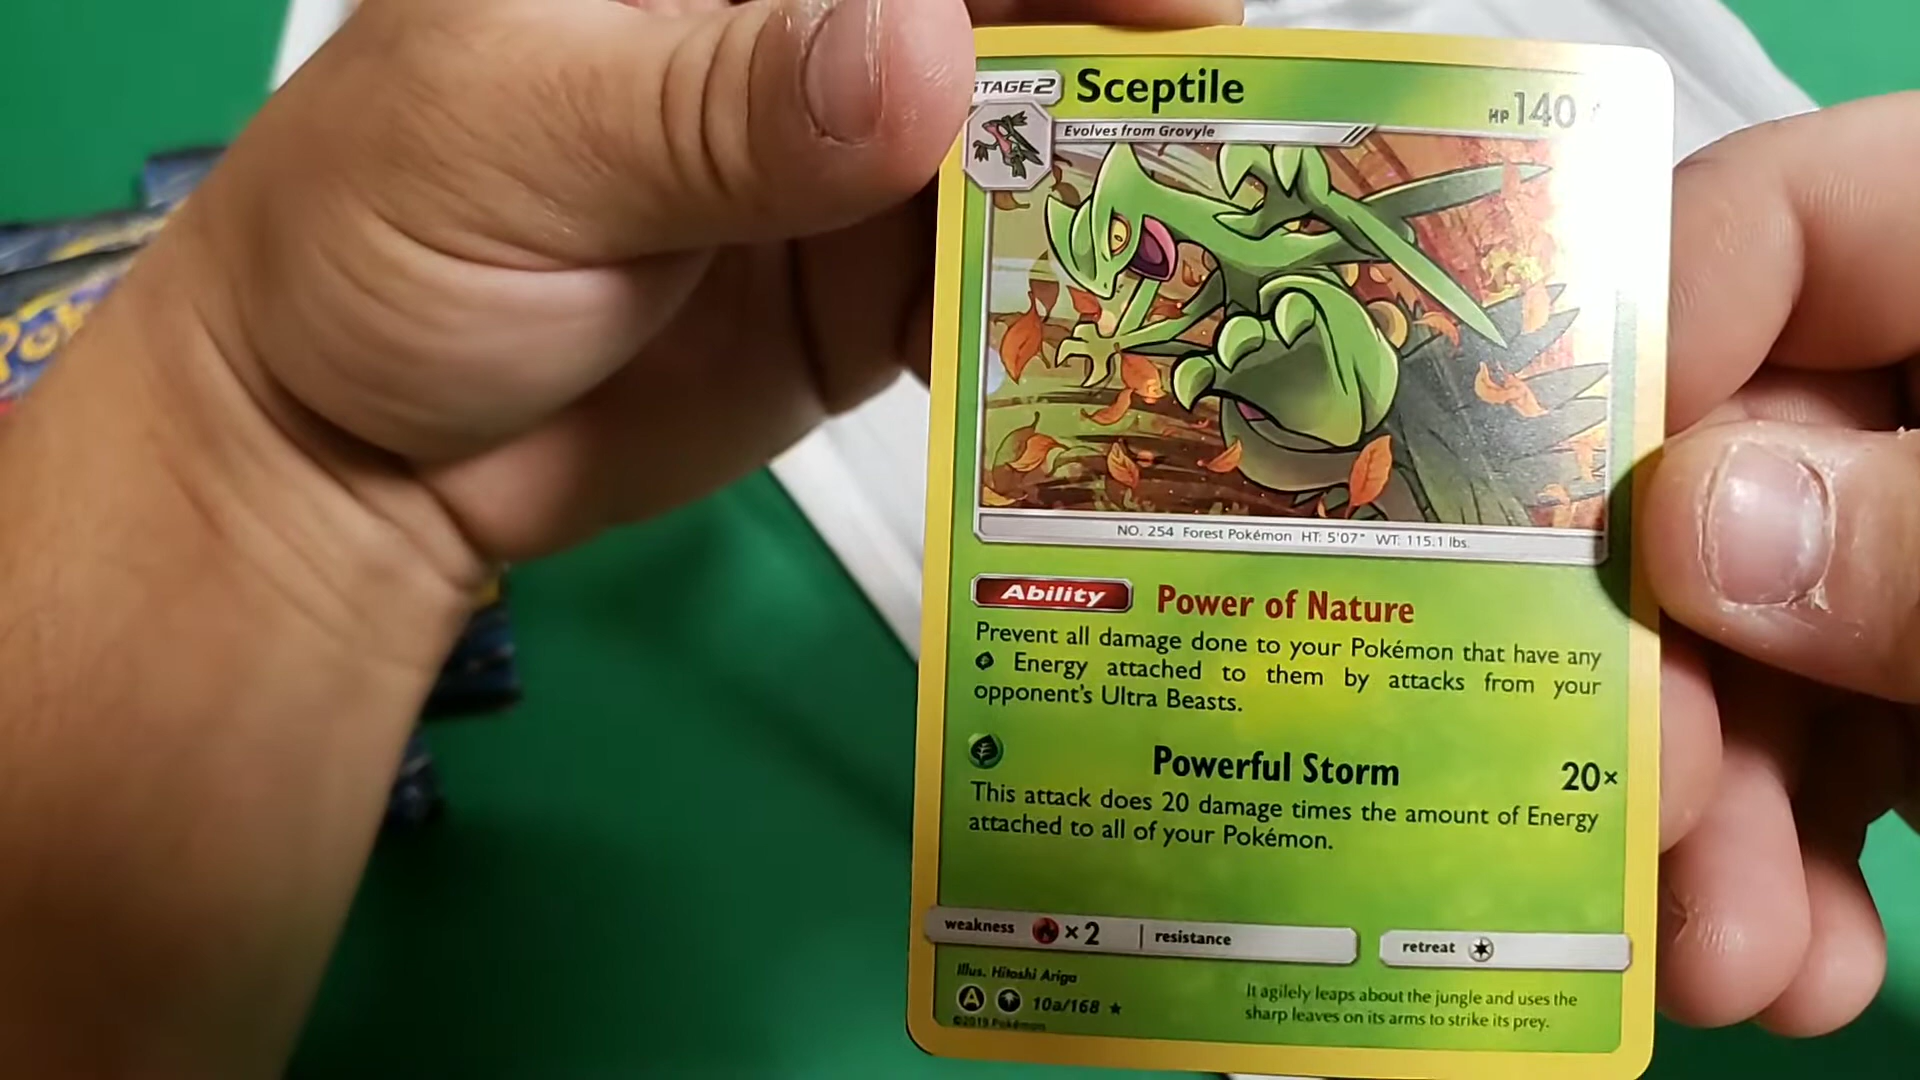 STAGE2
Sceptile
HP 140
Evolves from Grovyle
NO. 254 Forest Pokémon HT: 5'07" WT: 115.1 lbs.
Ability Power of Nature
Prevent all damage done to your Pokémon that have any
Energy attached to them by attacks from your
opponent's Ultra Beasts.
Powerful Storm 20×
This attack does 20 damage times the amount of Energy
attached to all of your Pokémon.
weakness ×2 resistance retreat
Illus. Hitoshi Ariga
A 10a/168
©2019 Pokémon
It agilely leaps about the jungle and uses the
sharp leaves on its arms to strike its prey.